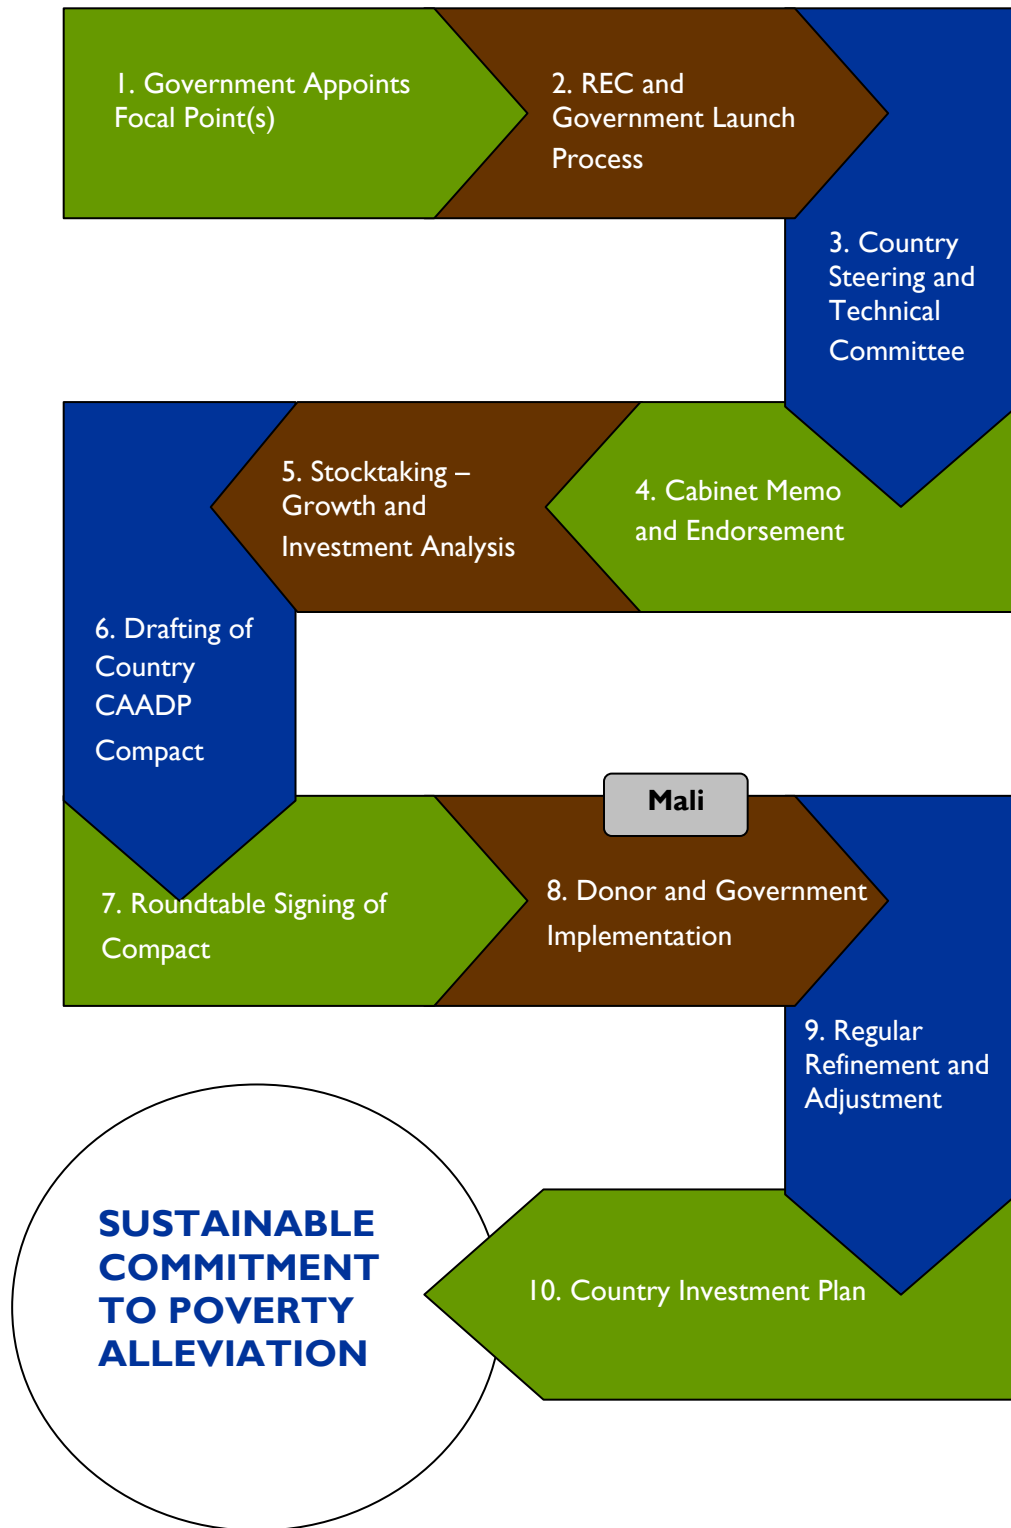 1. Government Appoints
Focal Point(s)
2. REC and
Government Launch
Process
3. Country
Steering and
Technical
Committee
4. Cabinet Memo
and Endorsement
5. Stocktaking –
Growth and
Investment Analysis
6. Drafting of
Country
CAADP
Compact
7. Roundtable Signing of
Compact
Mali
8. Donor and Government
Implementation
9. Regular
Refinement and
Adjustment
10. Country Investment Plan
SUSTAINABLE
COMMITMENT
TO POVERTY
ALLEVIATION